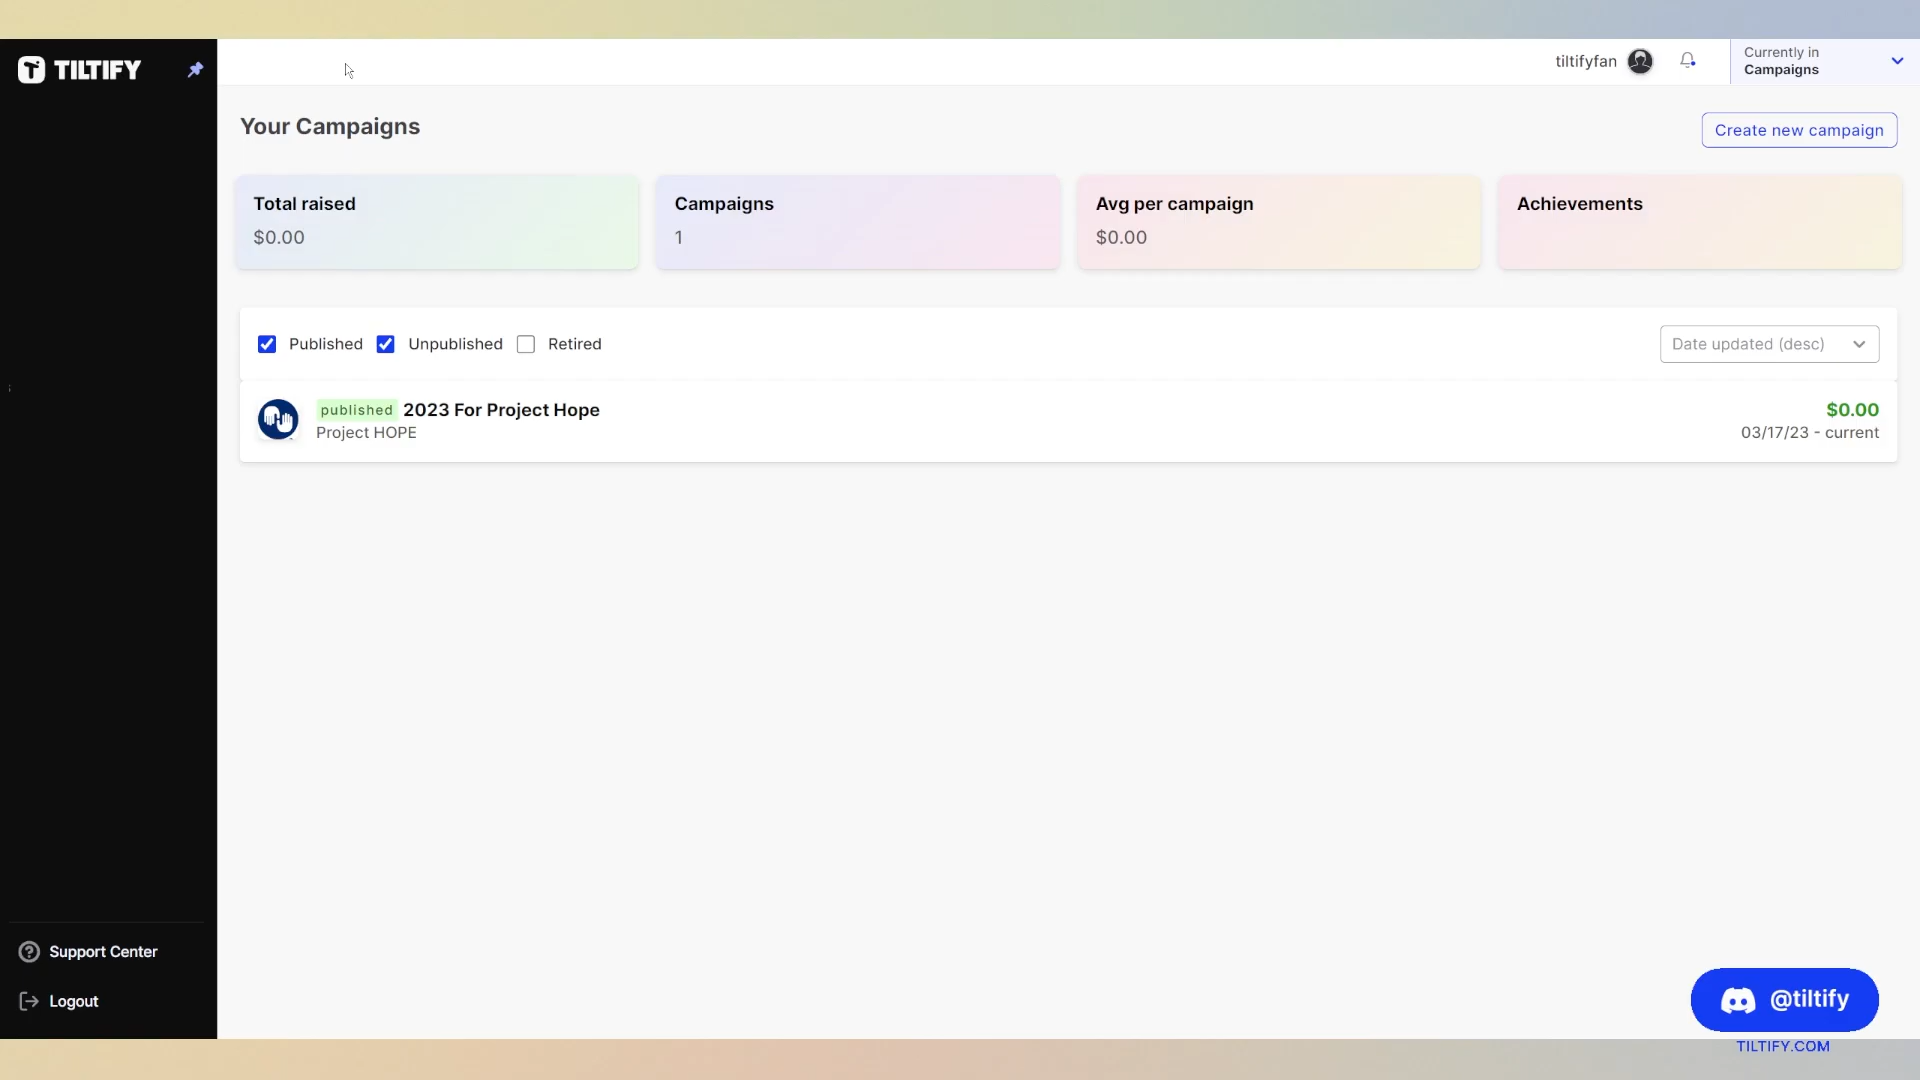 TILTIFY
tiltifyfan
Currently in
Campaigns
Your Campaigns
Create new campaign
Total raised
$0.00
Campaigns
1
Avg per campaign
$0.00
Achievements
Published
Unpublished
Retired
Date updated (desc)
published 2023 For Project Hope
Project HOPE
$0.00
03/17/23 - current
Support Center
Logout
@tiltify
TILTIFY.COM